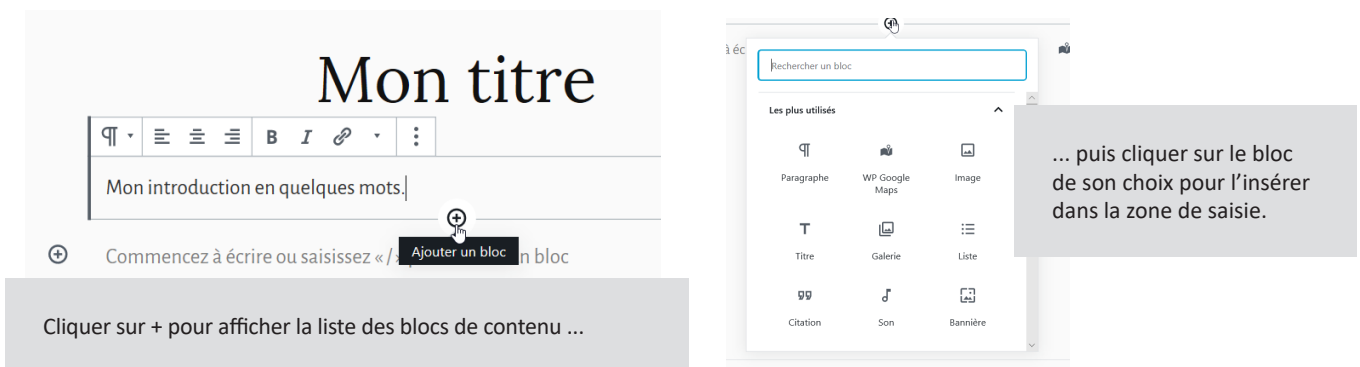 Mon titre
B I
Mon introduction en quelques mots.
Ajouter un bloc
Commencez à écrire ou saisissez « / n bloc
Cliquer sur + pour afficher la liste des blocs de contenu ...
à éc
Rechercher un bloc
Les plus utilisés
Paragraphe
WP Google
Maps
Image
Titre
Galerie
Liste
Citation
Son
Bannière
... puis cliquer sur le bloc
de son choix pour l’insérer
dans la zone de saisie.